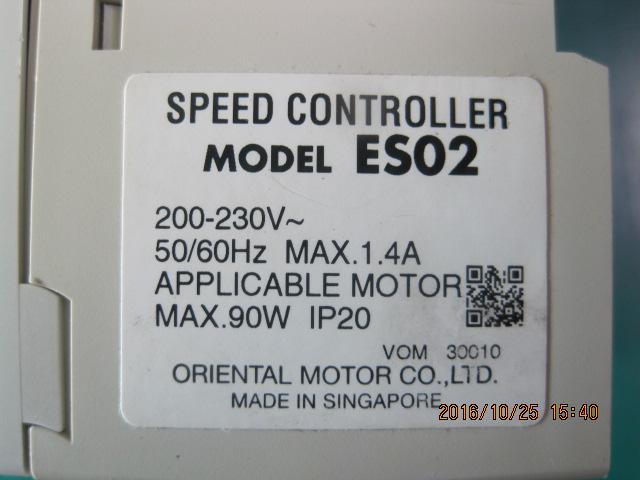 SPEED CONTROLLER
MODEL ES02
200-230V~
50/60Hz MAX.1.4A
APPLICABLE MOTOR
MAX.90W IP20
VOM 30010
ORIENTAL MOTOR CO.,LTD.
MADE IN SINGAPORE
2016/10/25 15:40